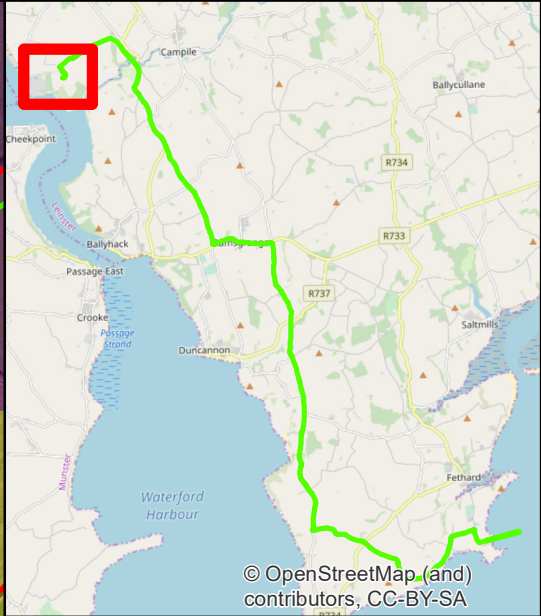 Campile
Ballycullane
Cheekpoint
R734
Leinster
R733
Ballyhack
Passage East
R737
Crooke
Saltmills
Passage
Strand
Duncannon
Munster
Fethard
Waterford
Harbour
© OpenStreetMap (and)
contributors, CC-BY-SA